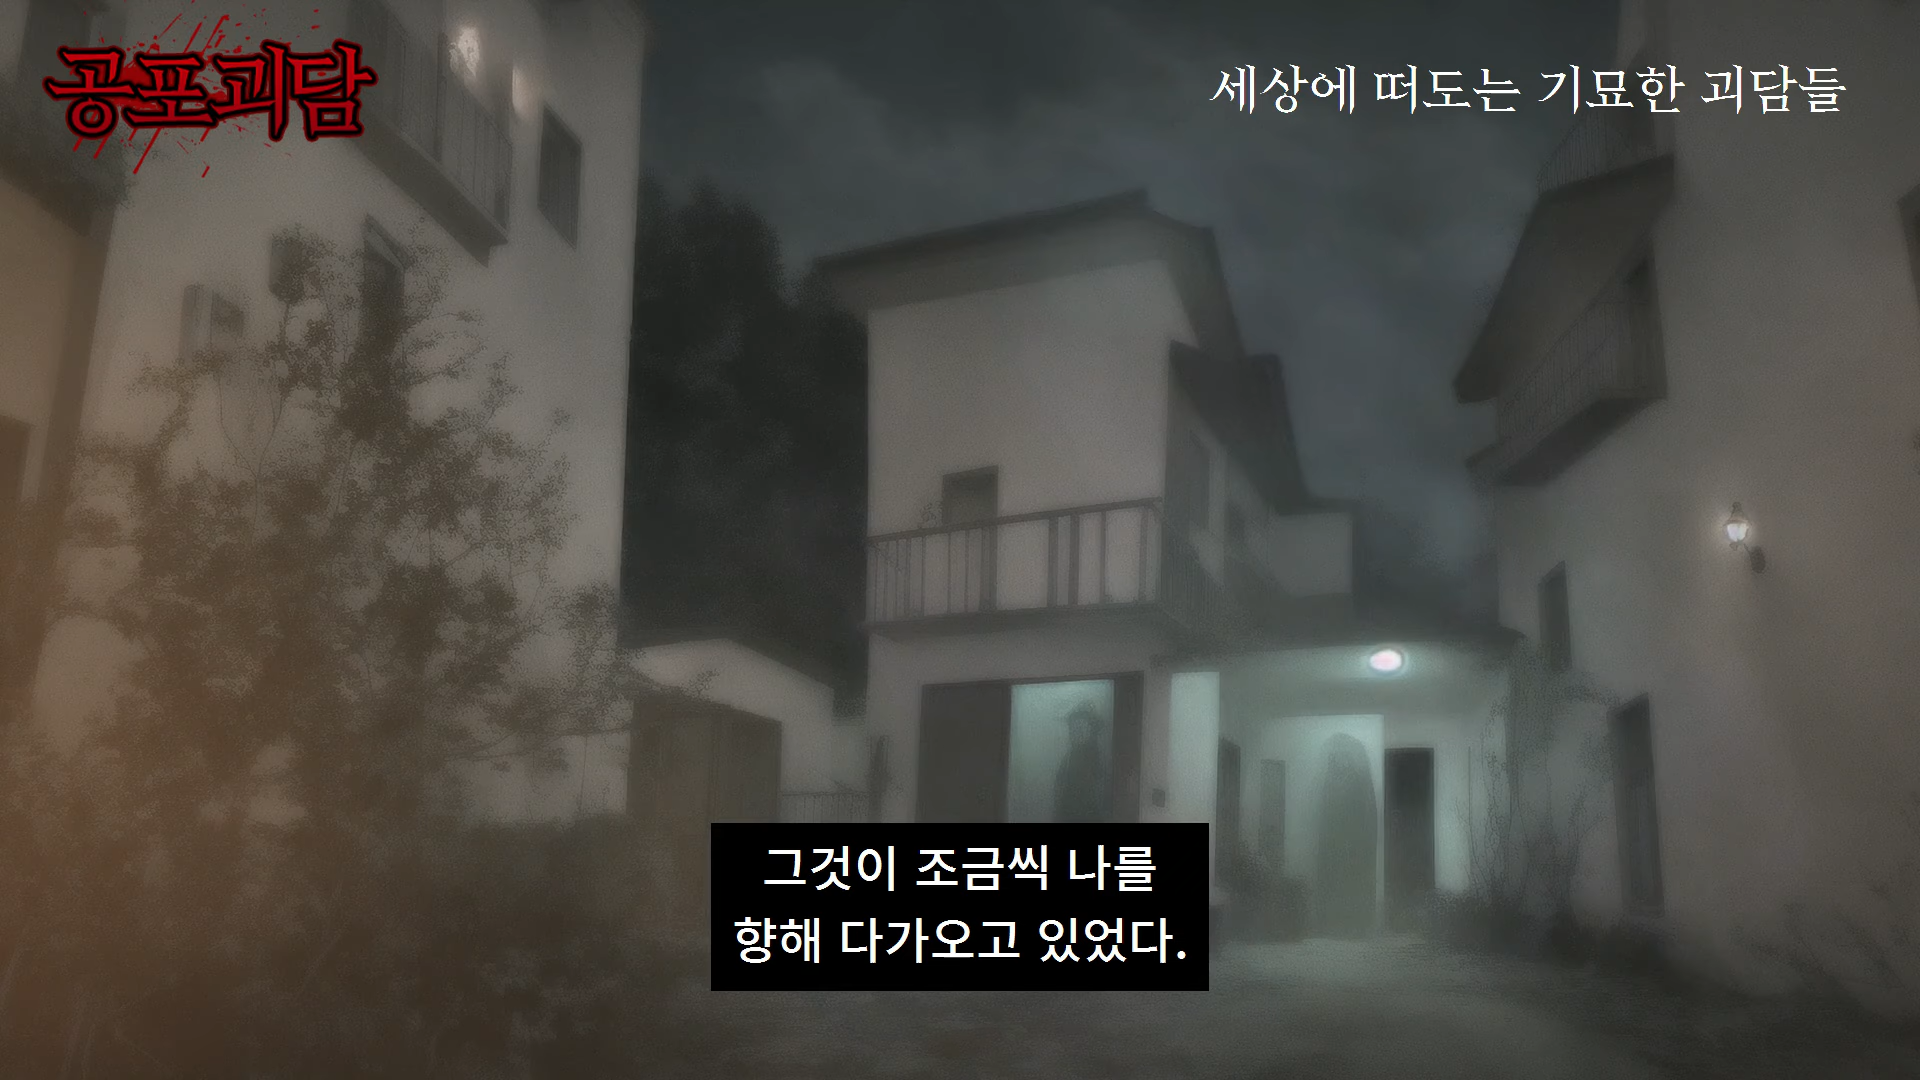 공포괴담
세상에 떠도는 기묘한 괴담들
그것이 조금씩 나를
향해 다가오고 있었다.